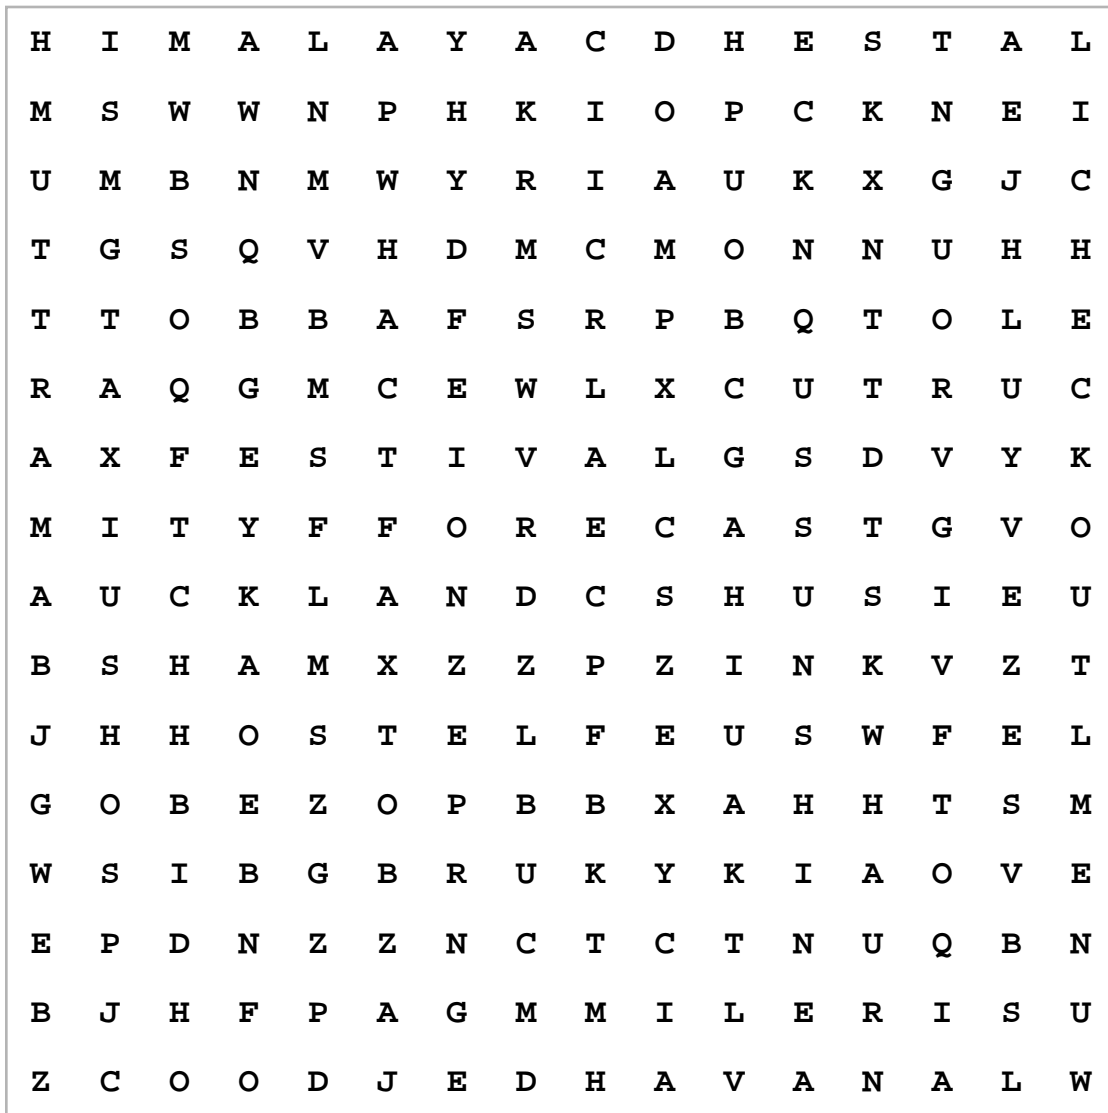 H I M A L A Y A C D H E S T A L
M S W W N P H K I O P C K N E I
U M B N M W Y R I A U K X G J C
T G S Q V H D M C M O N N U H H
T T O B B A F S R P B Q T O L E
R A Q G M C E W L X C U T R U C
A X F E S T I V A L G S D V Y K
M I T Y F F O R E C A S T G V O
A U C K L A N D C S H U S I E U
B S H A M X Z Z P Z I N K V Z T
J H H O S T E L F E U S W F E L
G O B E Z O P B B X A H H T S M
W S I B G B R U K Y K I A O V E
E P D N Z Z N C T C T N U Q B N
B J H F P A G M M I L E R I S U
Z C O O D J E D H A V A N A L W